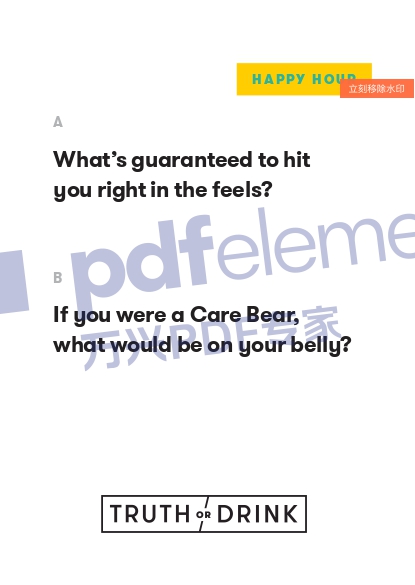 HAPPY HOUR
立刻移除水印
A
What’s guaranteed to hit
you right in the feels?
pdfeleme
B
If you were a Care Bear,
what would be on your belly?
万兴PDF专家
TRUTH OR DRINK